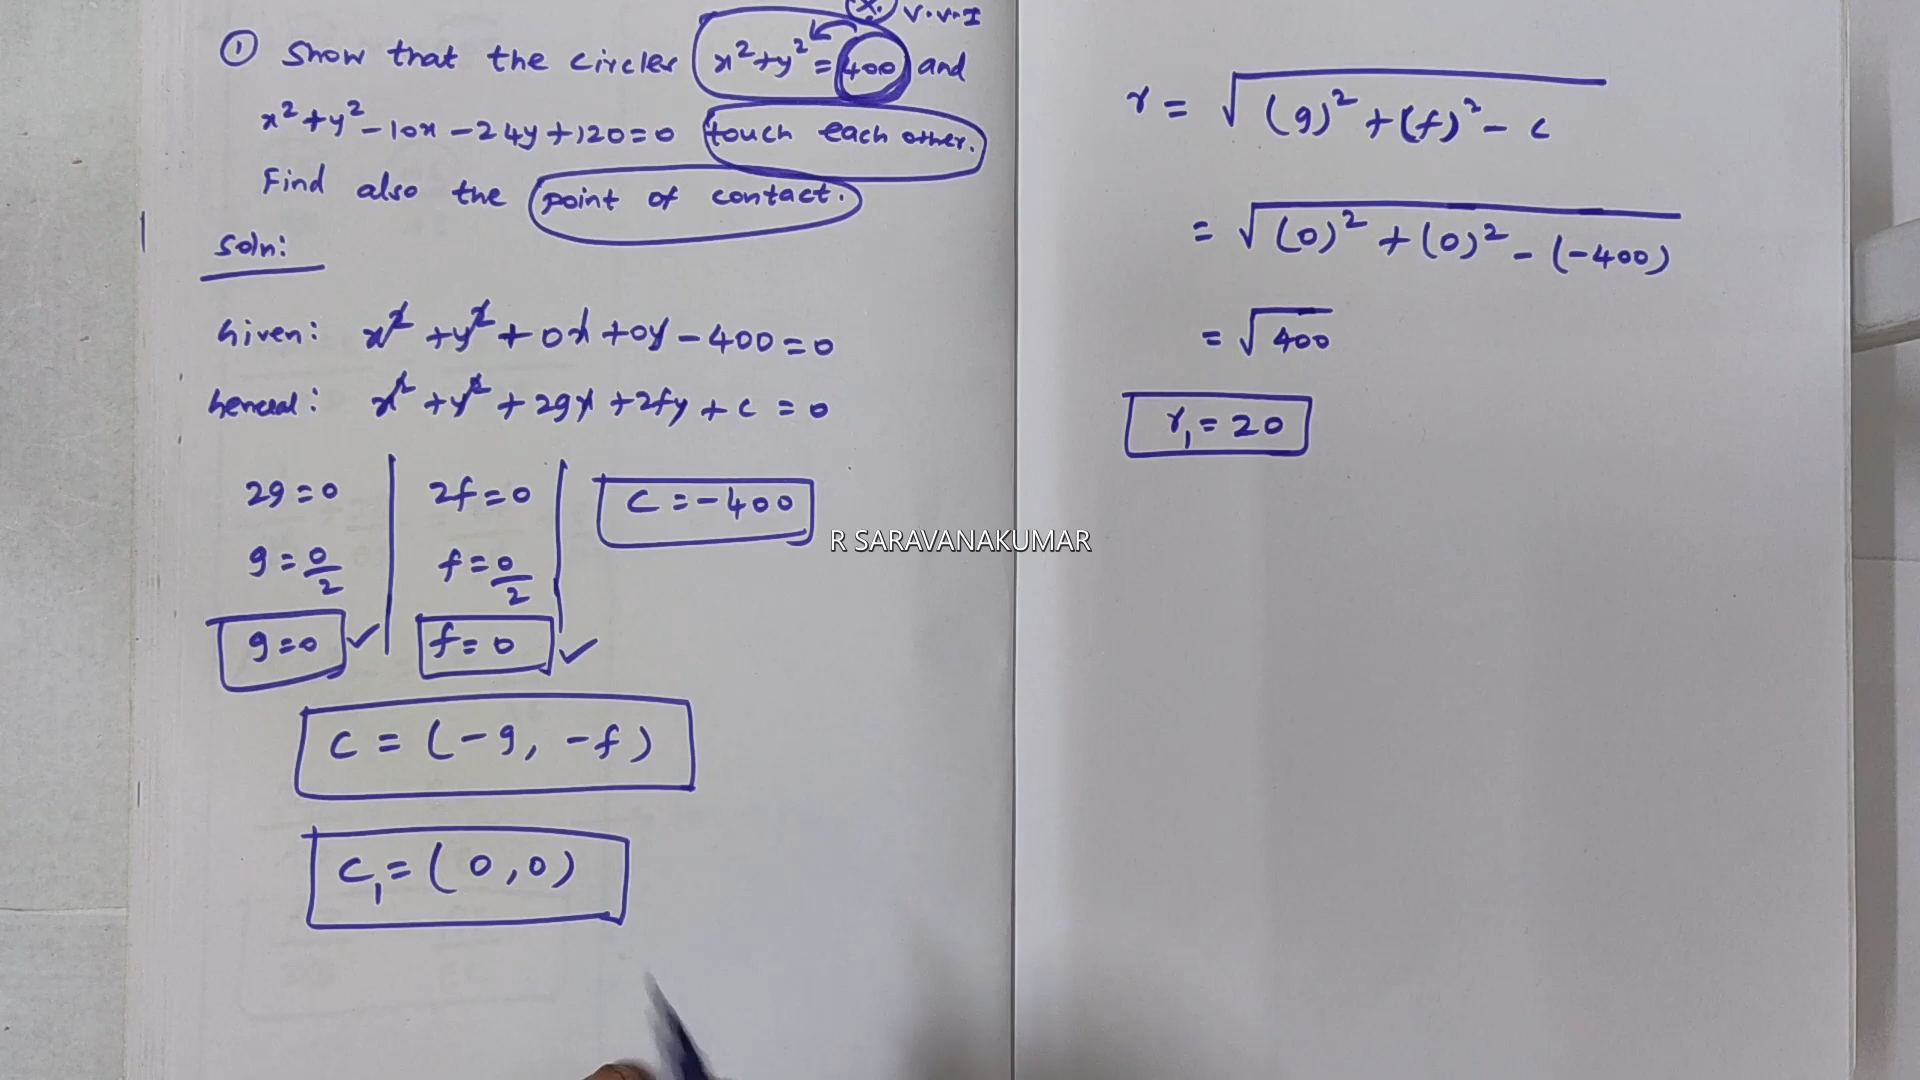 (X.) V.V.I
① Show that the circles x²+y²=400 and
x²+y²-10x-24y+120=0 touch each other.
Find also the point of contact.
Soln:
Given: x²+y²+0x+0y-400=0
General: x²+y²+2gx+2fy+c=0
2g=0 2f=0 C=-400
g=0/2 f=0/2
g=0 ✓ f=0 ✓
C=(-g, -f)
C₁=(0,0)
r=√(g)²+(f)²-c
=√(0)²+(0)²-(-400)
=√400
r₁=20
R SARAVANAKUMAR